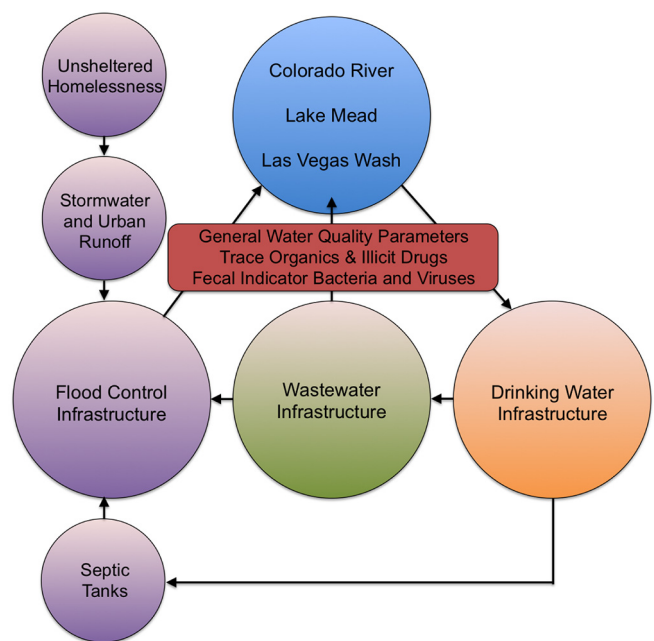 Unsheltered
Homelessness
Colorado River
Lake Mead
Las Vegas Wash
Stormwater
and Urban
Runoff
General Water Quality Parameters
Trace Organics & Illicit Drugs
Fecal Indicator Bacteria and Viruses
Flood Control
Infrastructure
Wastewater
Infrastructure
Drinking Water
Infrastructure
Septic
Tanks